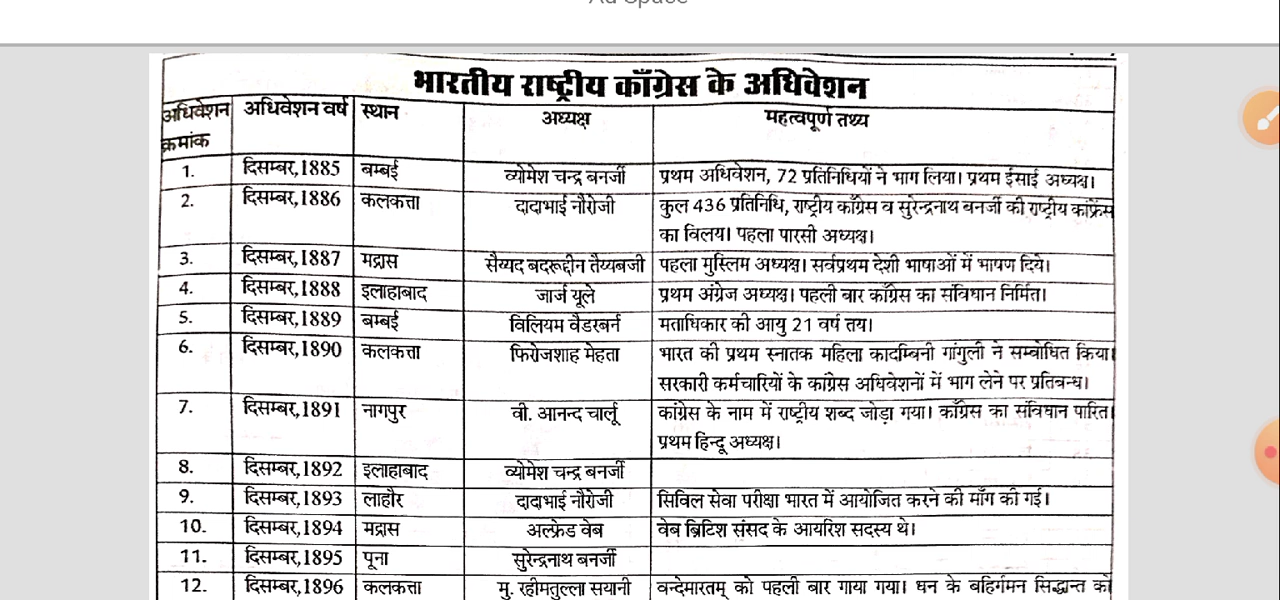 Ad Space
भारतीय राष्ट्रीय काँग्रेस के अधिवेशन
अधिवेशन क्रमांक अधिवेशन वर्ष स्थान अध्यक्ष महत्वपूर्ण तथ्य
1. दिसम्बर,1885 बम्बई व्योमेश चन्द्र बनर्जी प्रथम अधिवेशन, 72 प्रतिनिधियों ने भाग लिया। प्रथम ईसाई अध्यक्ष।
2. दिसम्बर,1886 कलकत्ता दादाभाई नौरोजी कुल 436 प्रतिनिधि, राष्ट्रीय काँग्रेस व सुरेन्द्रनाथ बनर्जी की राष्ट्रीय कांफ्रेंस
का विलय। पहला पारसी अध्यक्ष।
3. दिसम्बर,1887 मद्रास सैय्यद बदरूद्दीन तैय्यबजी पहला मुस्लिम अध्यक्ष। सर्वप्रथम देशी भाषाओं में भाषण दिये।
4. दिसम्बर,1888 इलाहाबाद जार्ज यूले प्रथम अंग्रेज अध्यक्ष। पहली बार काँग्रेस का संविधान निर्मित।
5. दिसम्बर,1889 बम्बई विलियम वैडरबर्न मताधिकार की आयु 21 वर्ष तय।
6. दिसम्बर,1890 कलकत्ता फिरोजशाह मेहता भारत की प्रथम स्नातक महिला कादम्बिनी गांगुली ने सम्बोधित किया।
सरकारी कर्मचारियों के कांग्रेस अधिवेशनों में भाग लेने पर प्रतिबन्ध।
7. दिसम्बर,1891 नागपुर वी. आनन्द चार्लू कांग्रेस के नाम में राष्ट्रीय शब्द जोड़ा गया। काँग्रेस का संविधान पारित।
प्रथम हिन्दू अध्यक्ष।
8. दिसम्बर,1892 इलाहाबाद व्योमेश चन्द्र बनर्जी
9. दिसम्बर,1893 लाहौर दादाभाई नौरोजी सिविल सेवा परीक्षा भारत में आयोजित करने की माँग की गई।
10. दिसम्बर,1894 मद्रास अल्फ्रेड वेब वेब ब्रिटिश संसद के आयरिश सदस्य थे।
11. दिसम्बर,1895 पूना सुरेन्द्रनाथ बनर्जी
12. दिसम्बर,1896 कलकत्ता मु. रहीमतुल्ला सयानी वन्देमारतम् को पहली बार गाया गया। धन के बहिर्गमन सिद्धान्त को